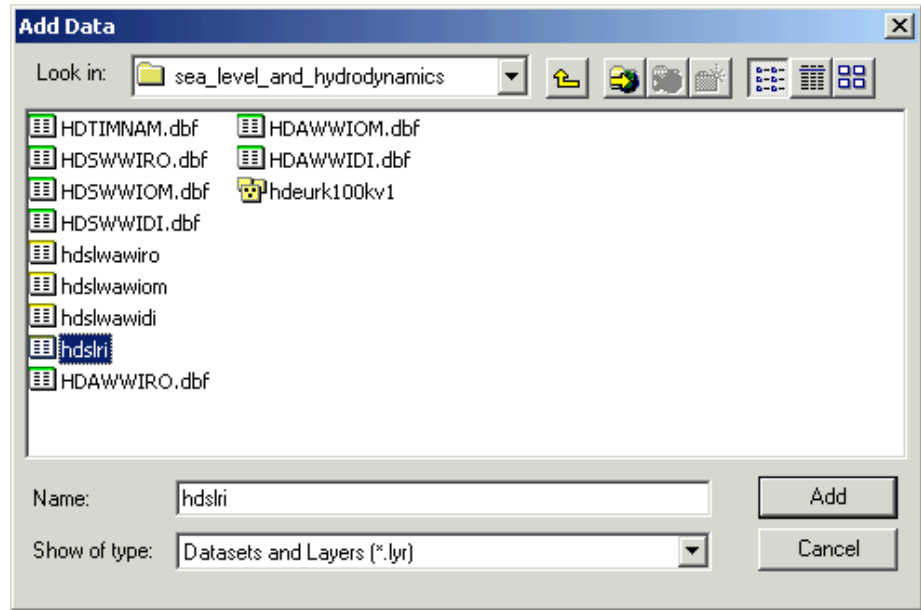 Add Data
Look in: sea_level_and_hydrodynamics
HDTIMNAM.dbf
HDSWWIRO.dbf
HDSWWIOM.dbf
HDSWWIDI.dbf
hdslwawiro
hdslwawiom
hdslwawidi
hdslri
HDAWWIRO.dbf
HDAWWIOM.dbf
HDAWWIDI.dbf
hdeurk100kv1
Name: hdslri
Add
Show of type: Datasets and Layers (*.lyr)
Cancel